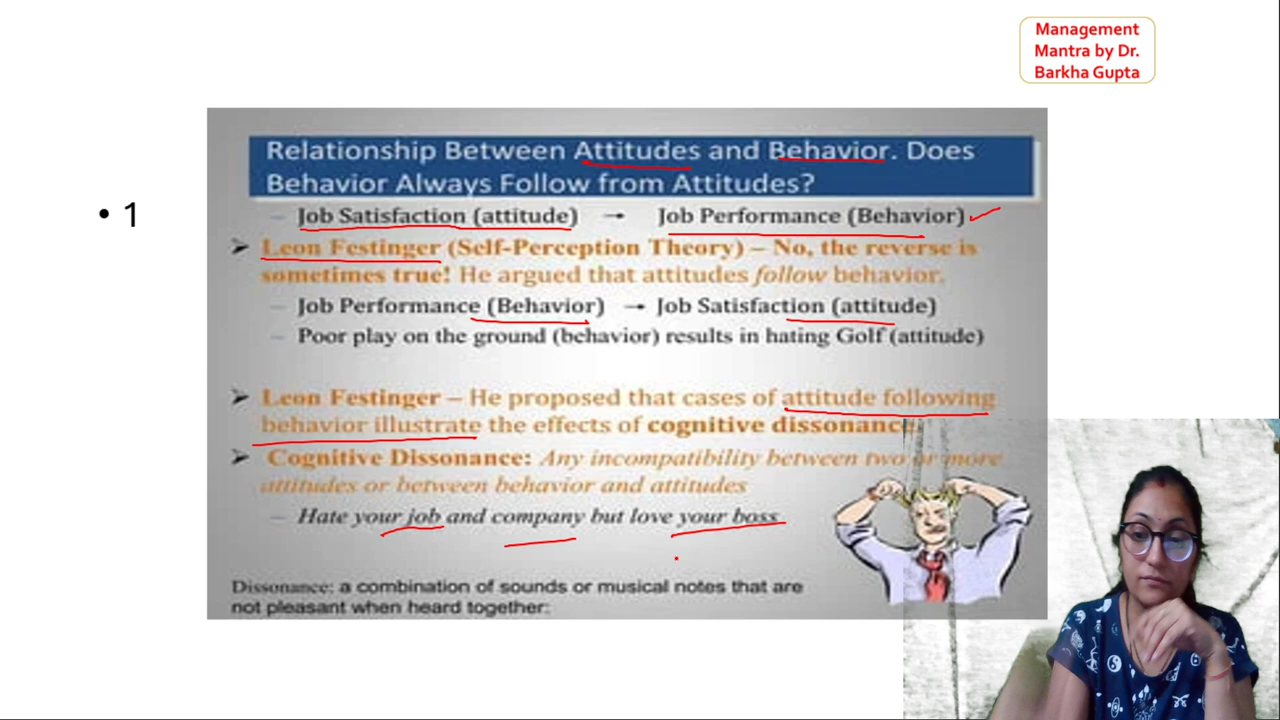 Management
Mantra by Dr.
Barkha Gupta
Relationship Between Attitudes and Behavior. Does
Behavior Always Follow from Attitudes?
• 1
– Job Satisfaction (attitude) → Job Performance (Behavior)
➢ Leon Festinger (Self-Perception Theory) – No, the reverse is
sometimes true! He argued that attitudes follow behavior.
– Job Performance (Behavior) → Job Satisfaction (attitude)
– Poor play on the ground (behavior) results in hating Golf (attitude)
➢ Leon Festinger – He proposed that cases of attitude following
behavior illustrate the effects of cognitive dissonance
➢ Cognitive Dissonance: Any incompatibility between two or more
attitudes or between behavior and attitudes
– Hate your job and company but love your boss
Dissonance: a combination of sounds or musical notes that are
not pleasant when heard together: